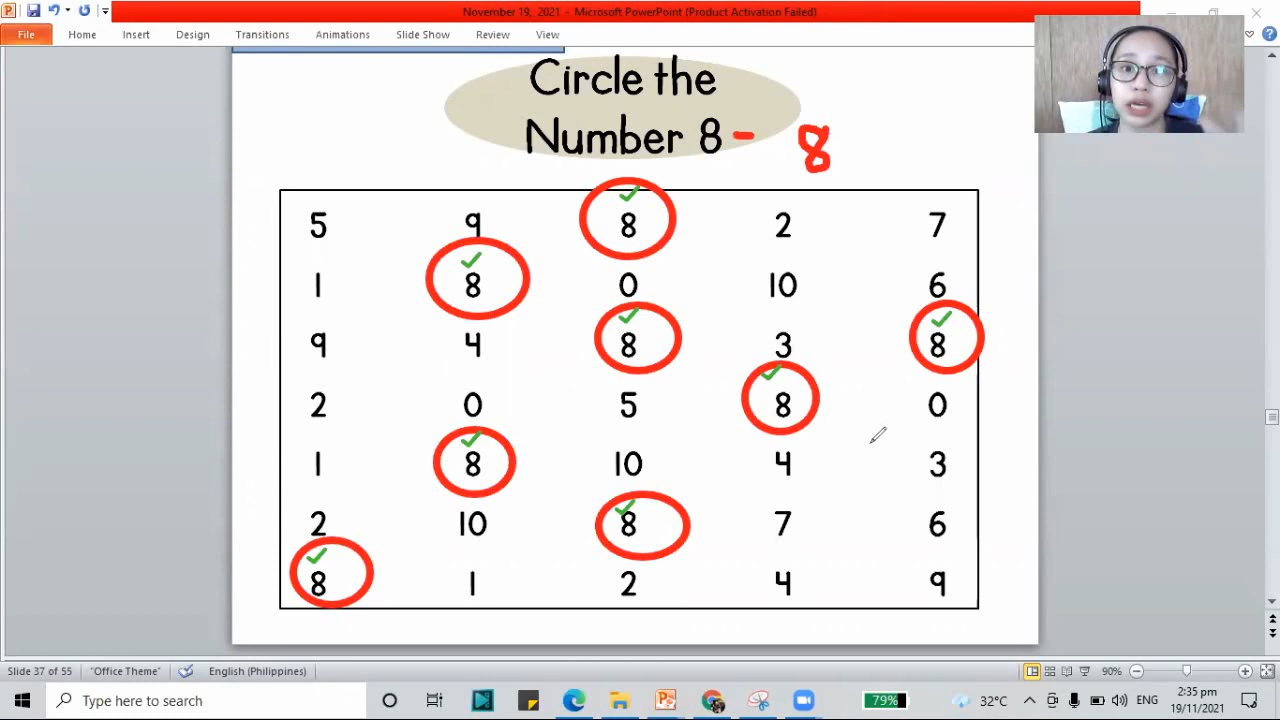 November 19, 2021 - Microsoft PowerPoint (Product Activation Failed)
File Home Insert Design Transitions Animations Slide Show Review View
Circle the
Number 8 - 8
5 9 8 2 7
1 8 0 10 6
9 4 8 3 8
2 0 5 8 0
1 8 10 4 3
2 10 8 7 6
8 1 2 4 9
Slide 37 of 55 "Office Theme" English (Philippines) 90%
Type here to search 79% 32°C ENG 2:35 pm
19/11/2021